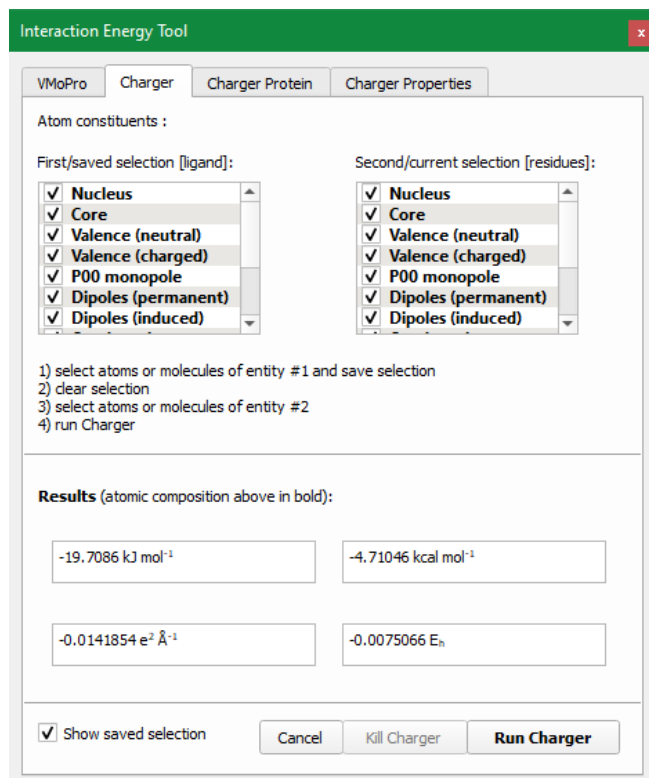 Interaction Energy Tool
x
VMoPro Charger Charger Protein Charger Properties
Atom constituents :
First/saved selection [ligand]: Second/current selection [residues]:
Nucleus Nucleus
Core Core
Valence (neutral) Valence (neutral)
Valence (charged) Valence (charged)
P00 monopole P00 monopole
Dipoles (permanent) Dipoles (permanent)
Dipoles (induced) Dipoles (induced)
1) select atoms or molecules of entity #1 and save selection
2) clear selection
3) select atoms or molecules of entity #2
4) run Charger
Results (atomic composition above in bold):
-19.7086 kJ mol⁻¹ -4.71046 kcal mol⁻¹
-0.0141854 e² Å⁻¹ -0.0075066 Eₕ
Show saved selection Cancel Kill Charger Run Charger